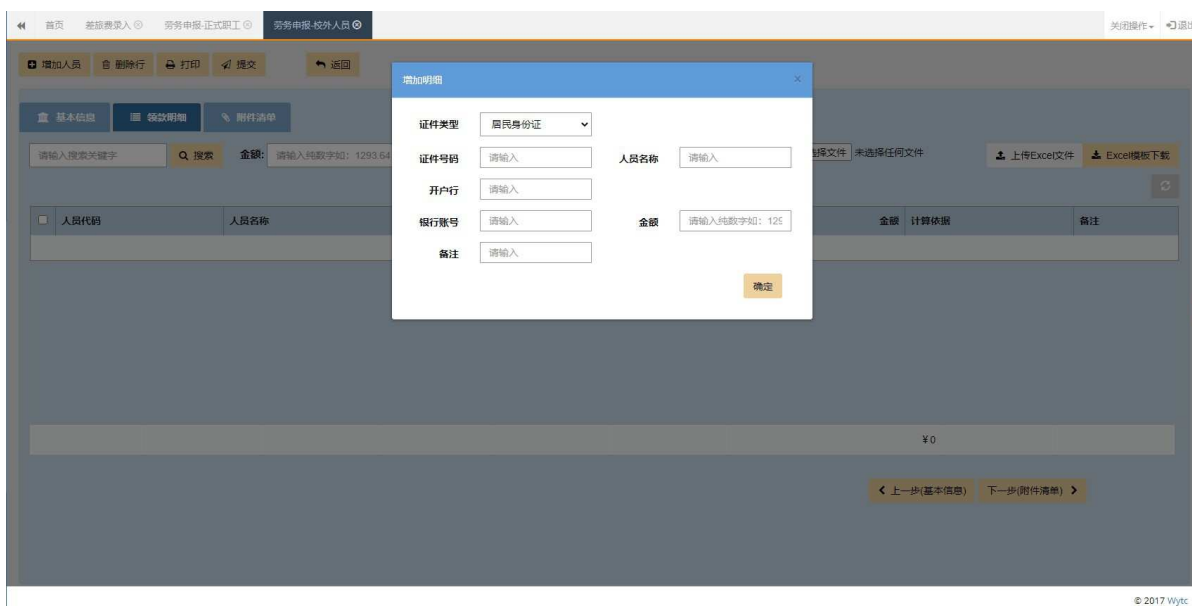 首页 差旅费录入 劳务申报-正式职工 劳务申报-校外人员 关闭操作 退出
增加人员 删除行 打印 提交 返回
增加明细 ×
基本信息 领款明细 附件清单
证件类型 居民身份证
请输入搜索关键字 搜索 金额: 请输入纯数字如: 1293.64 选择文件 未选择任何文件 上传Excel文件 Excel模板下载
证件号码 请输入 人员名称 请输入
开户行 请输入
人员代码 人员名称 金额 计算依据 备注
银行账号 请输入 金额 请输入纯数字如: 129
备注 请输入
确定
¥0
上一步(基本信息) 下一步(附件清单)
© 2017 Wytc